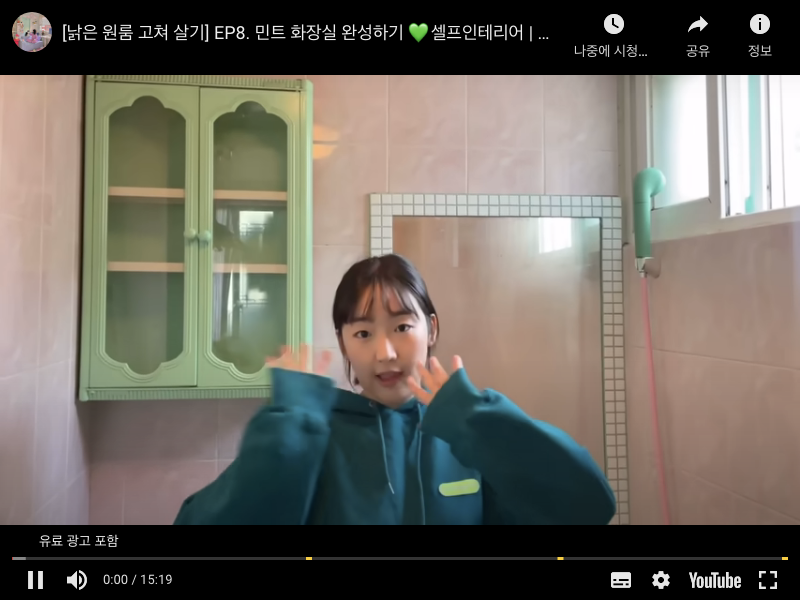 [낡은 원룸 고쳐 살기] EP8. 민트 화장실 완성하기 💚셀프인테리어 | ...
나중에 시청...
공유
정보
유료 광고 포함
0:00 / 15:19
YouTube